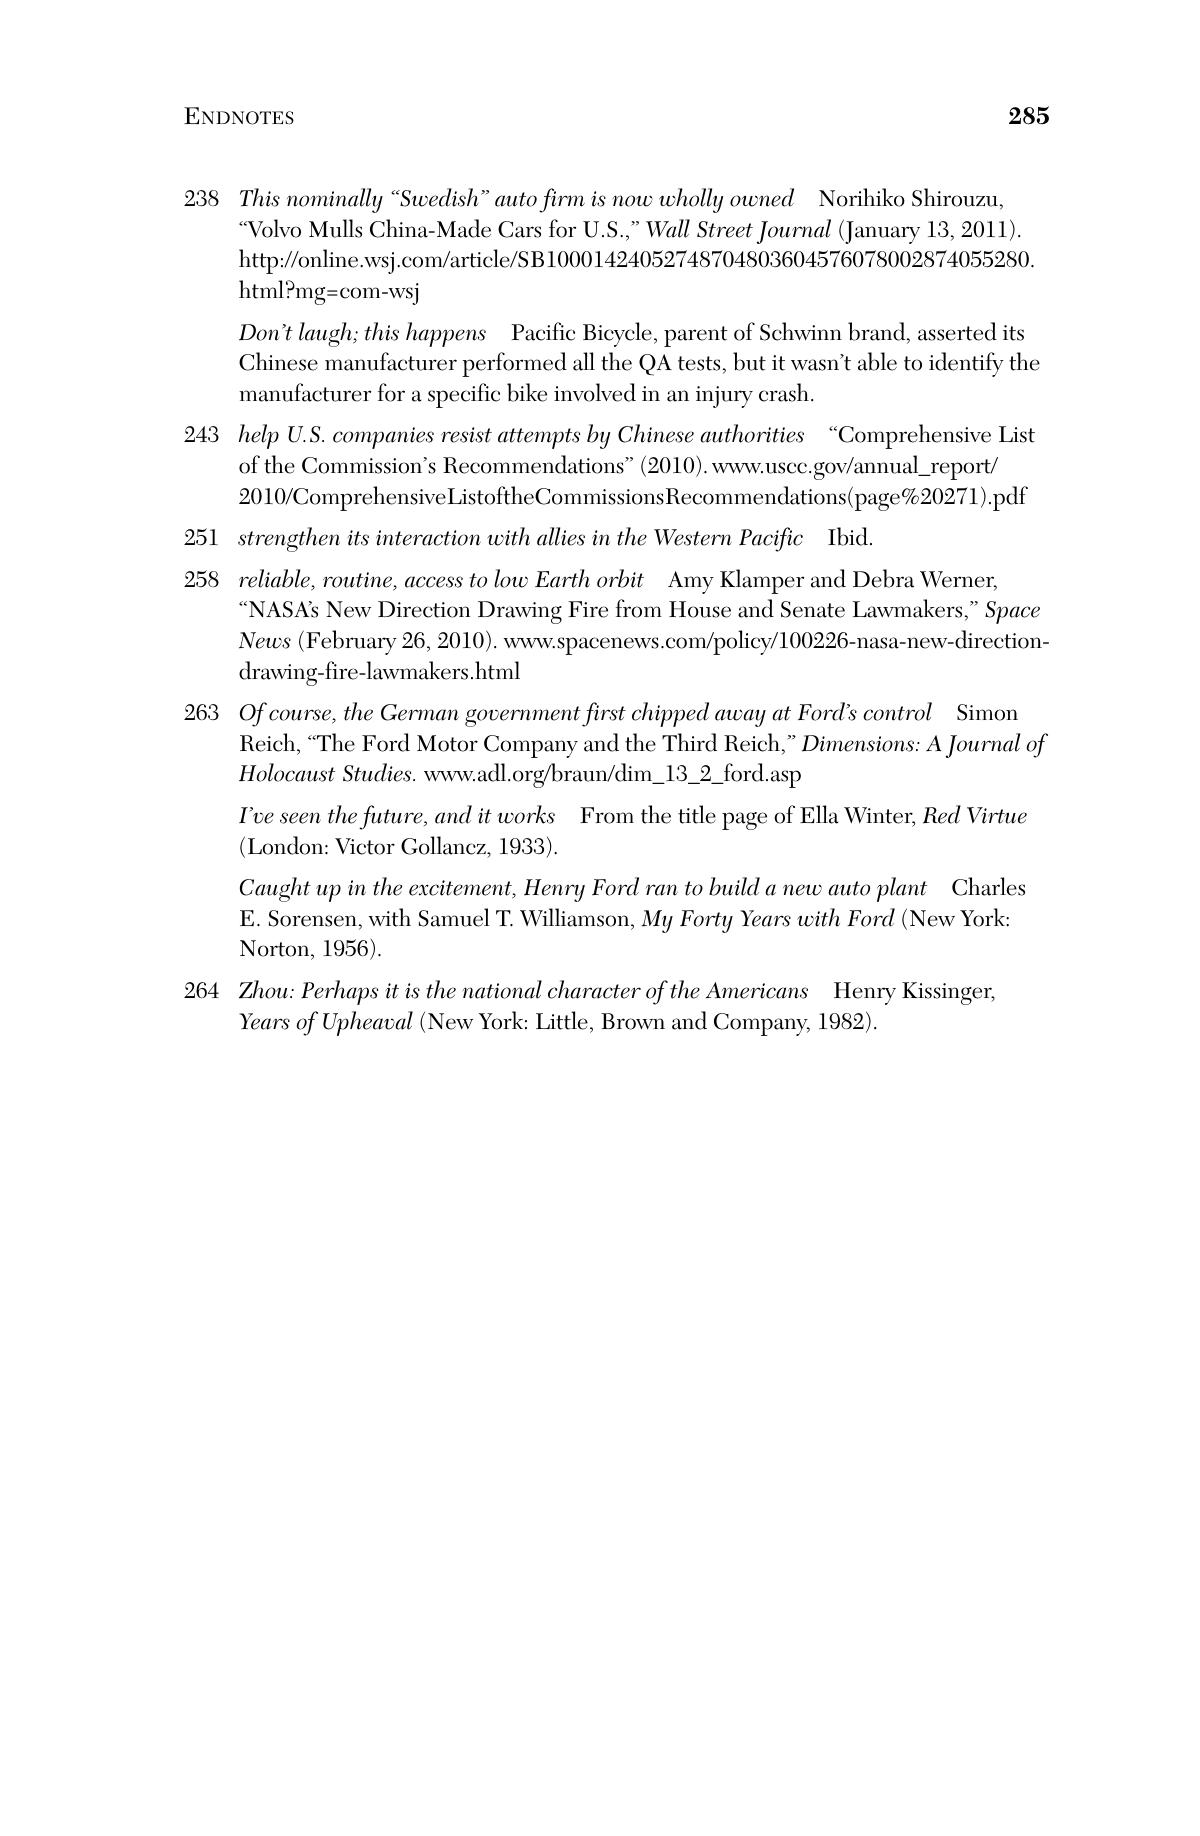 ENDNOTES 285
238 This nominally “Swedish” auto firm is now wholly owned Norihiko Shirouzu,
“Volvo Mulls China-Made Cars for U.S.,” Wall Street Journal (January 13, 2011).
http://online.wsj.com/article/SB10001424052748704803604576078002874055280.
html?mg=com-wsj
Don’t laugh; this happens Pacific Bicycle, parent of Schwinn brand, asserted its
Chinese manufacturer performed all the QA tests, but it wasn’t able to identify the
manufacturer for a specific bike involved in an injury crash.
243 help U.S. companies resist attempts by Chinese authorities “Comprehensive List
of the Commission’s Recommendations” (2010). www.uscc.gov/annual_report/
2010/ComprehensiveListoftheCommissionsRecommendations(page%20271).pdf
251 strengthen its interaction with allies in the Western Pacific Ibid.
258 reliable, routine, access to low Earth orbit Amy Klamper and Debra Werner,
“NASA’s New Direction Drawing Fire from House and Senate Lawmakers,” Space
News (February 26, 2010). www.spacenews.com/policy/100226-nasa-new-direction-
drawing-fire-lawmakers.html
263 Of course, the German government first chipped away at Ford’s control Simon
Reich, “The Ford Motor Company and the Third Reich,” Dimensions: A Journal of
Holocaust Studies. www.adl.org/braun/dim_13_2_ford.asp
I’ve seen the future, and it works From the title page of Ella Winter, Red Virtue
(London: Victor Gollancz, 1933).
Caught up in the excitement, Henry Ford ran to build a new auto plant Charles
E. Sorensen, with Samuel T. Williamson, My Forty Years with Ford (New York:
Norton, 1956).
264 Zhou: Perhaps it is the national character of the Americans Henry Kissinger,
Years of Upheaval (New York: Little, Brown and Company, 1982).